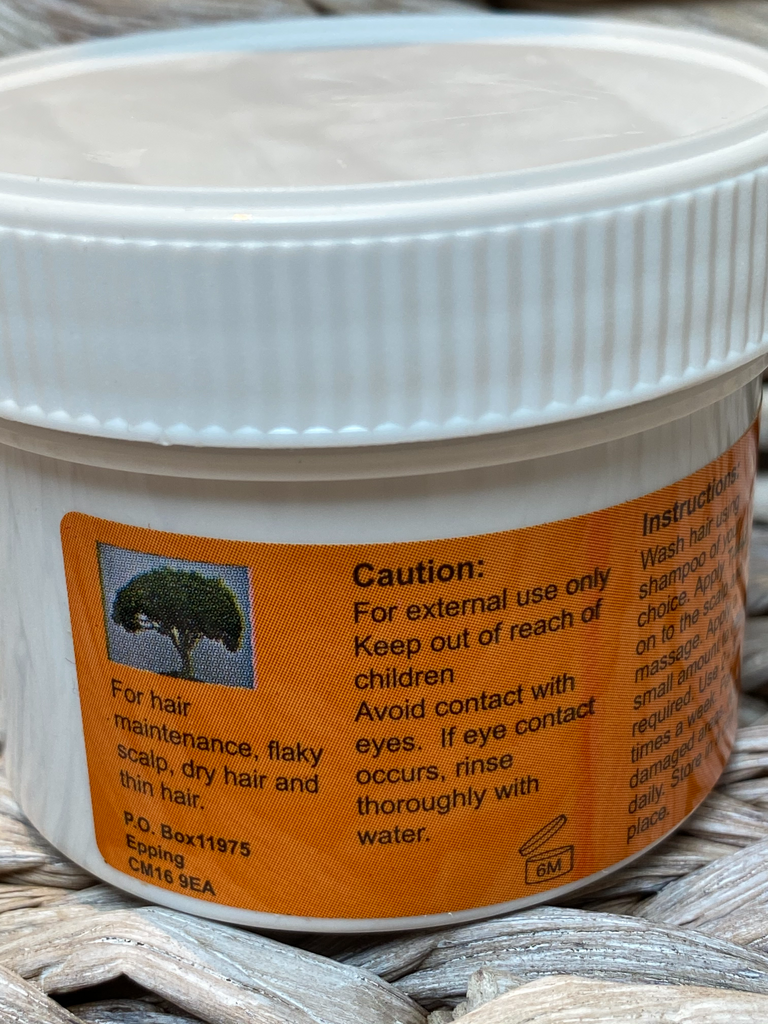 For hair
maintenance, flaky
scalp, dry hair and
thin hair.
P.O. Box11975
Epping
CM16 9EA
Caution:
For external use only
Keep out of reach of
children
Avoid contact with
eyes. If eye contact
occurs, rinse
thoroughly with
water.
6M
Instructions:
Wash hair using
shampoo of your
choice. Apply
on to the scalp
massage.
small amount
required. Use
times a week.
damaged
daily. Store in
place.